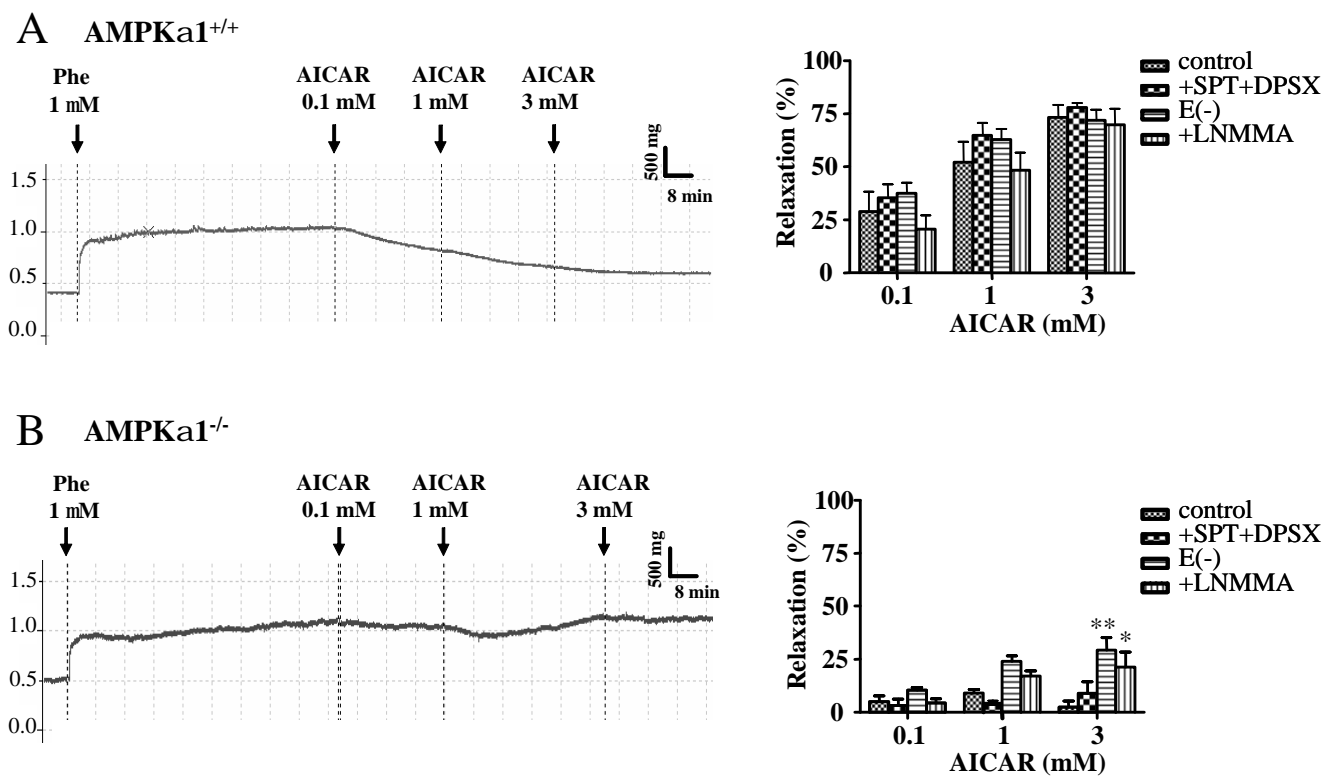 A AMPKa1+/+
Phe
1 mM
AICAR
0.1 mM
AICAR
1 mM
AICAR
3 mM
500 mg
8 min
1.5
1.0
0.5
0.0
100
75
50
25
0
Relaxation (%)
0.1 1 3
AICAR (mM)
control
+SPT+DPSX
E(-)
+LNMMA
B AMPKa1-/-
Phe
1 mM
AICAR
0.1 mM
AICAR
1 mM
AICAR
3 mM
500 mg
8 min
1.5
1.0
0.5
0.0
100
75
50
25
0
Relaxation (%)
** *
0.1 1 3
AICAR (mM)
control
+SPT+DPSX
E(-)
+LNMMA